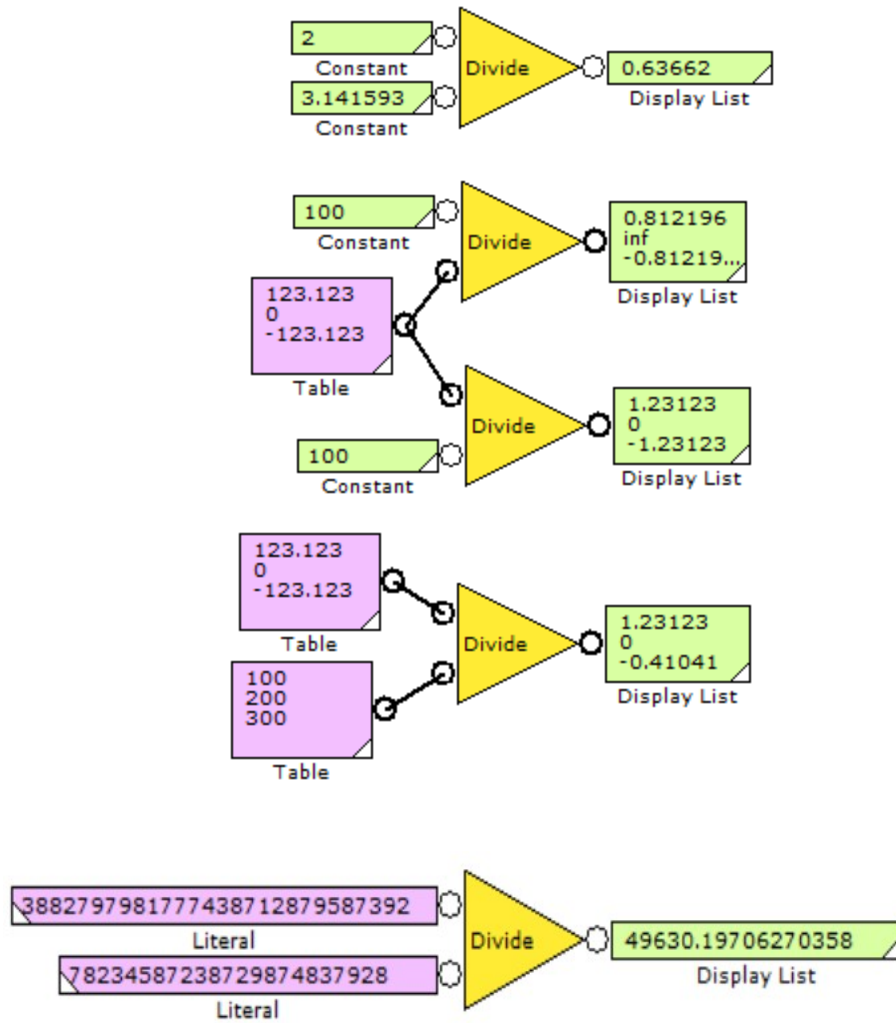 2
Constant
3.141593
Constant
Divide
0.63662
Display List
100
Constant
Divide
0.812196
inf
-0.81219...
Display List
123.123
0
-123.123
Table
Divide
1.23123
0
-1.23123
Display List
100
Constant
123.123
0
-123.123
Table
Divide
1.23123
0
-0.41041
Display List
100
200
300
Table
388279798177743871287958​7392
Literal
Divide
49630.19706270358
Display List
78234587238729874837928
Literal